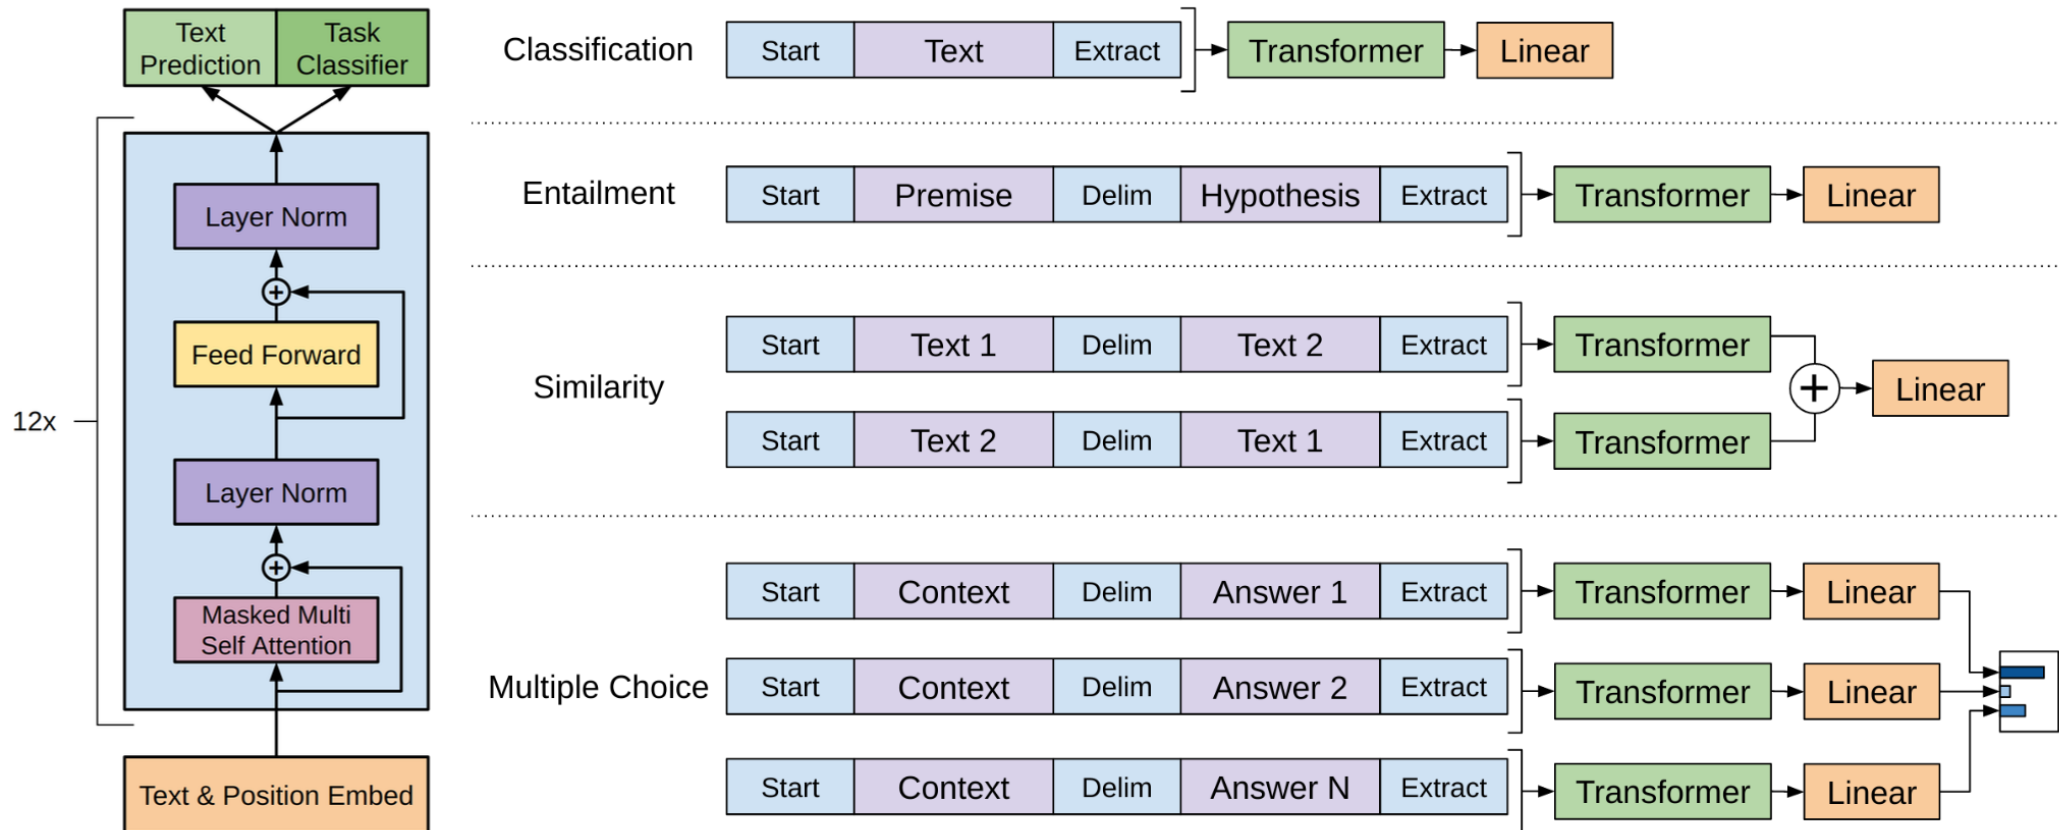 Text
Prediction
Task
Classifier
Layer Norm
+
Feed Forward
12x
Layer Norm
+
Masked Multi
Self Attention
Text & Position Embed
Classification
Start Text Extract Transformer Linear
Entailment
Start Premise Delim Hypothesis Extract Transformer Linear
Similarity
Start Text 1 Delim Text 2 Extract Transformer
+ Linear
Start Text 2 Delim Text 1 Extract Transformer
Multiple Choice
Start Context Delim Answer 1 Extract Transformer Linear
Start Context Delim Answer 2 Extract Transformer Linear
Start Context Delim Answer N Extract Transformer Linear